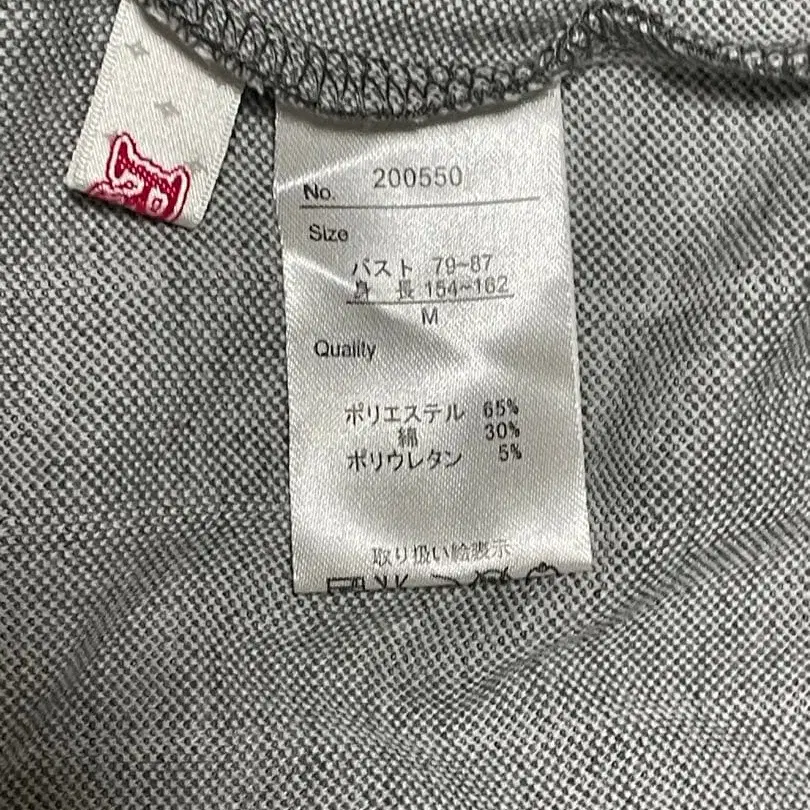 No. 200550
Size
バスト 79~87
身 長 154~162
M
Quality
ポリエステル 65%
綿 30%
ポリウレタン 5%
取り扱い絵表示